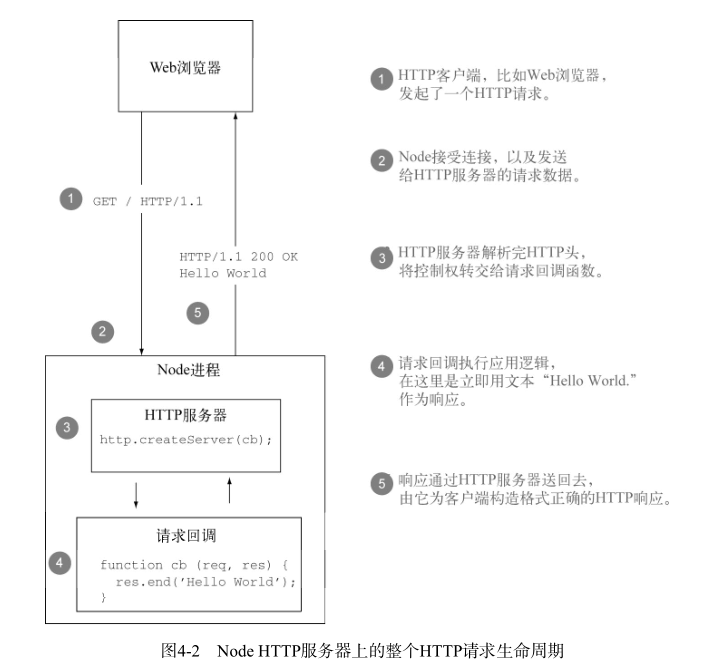 Web浏览器
1 GET / HTTP/1.1
HTTP/1.1 200 OK
Hello World
5
2
Node进程
HTTP服务器
3 http.createServer(cb);
请求回调
4 function cb (req, res) {
res.end('Hello World');
}
1 HTTP客户端，比如Web浏览器，
发起了一个HTTP请求。
2 Node接受连接，以及发送
给HTTP服务器的请求数据。
3 HTTP服务器解析完HTTP头，
将控制权转交给请求回调函数。
4 请求回调执行应用逻辑，
在这里是立即用文本“Hello World.”
作为响应。
5 响应通过HTTP服务器送回去，
由它为客户端构造格式正确的HTTP响应。
图4-2 Node HTTP服务器上的整个HTTP请求生命周期